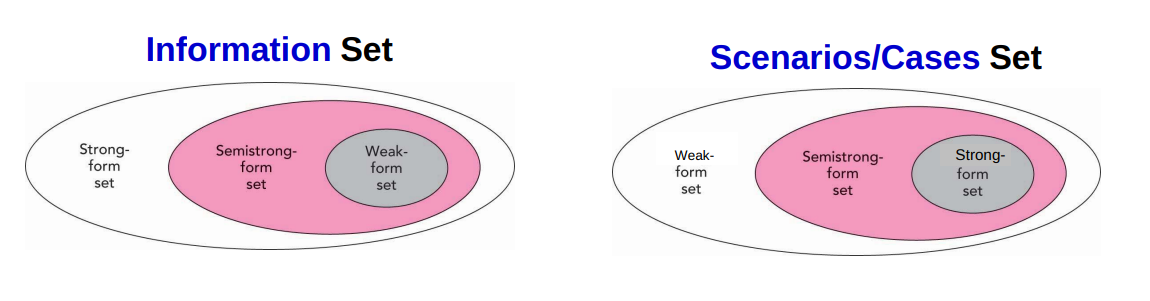 Information Set
Strong-
form
set
Semistrong-
form
set
Weak-
form
set
Scenarios/Cases Set
Weak-
form
set
Semistrong-
form
set
Strong-
form
set